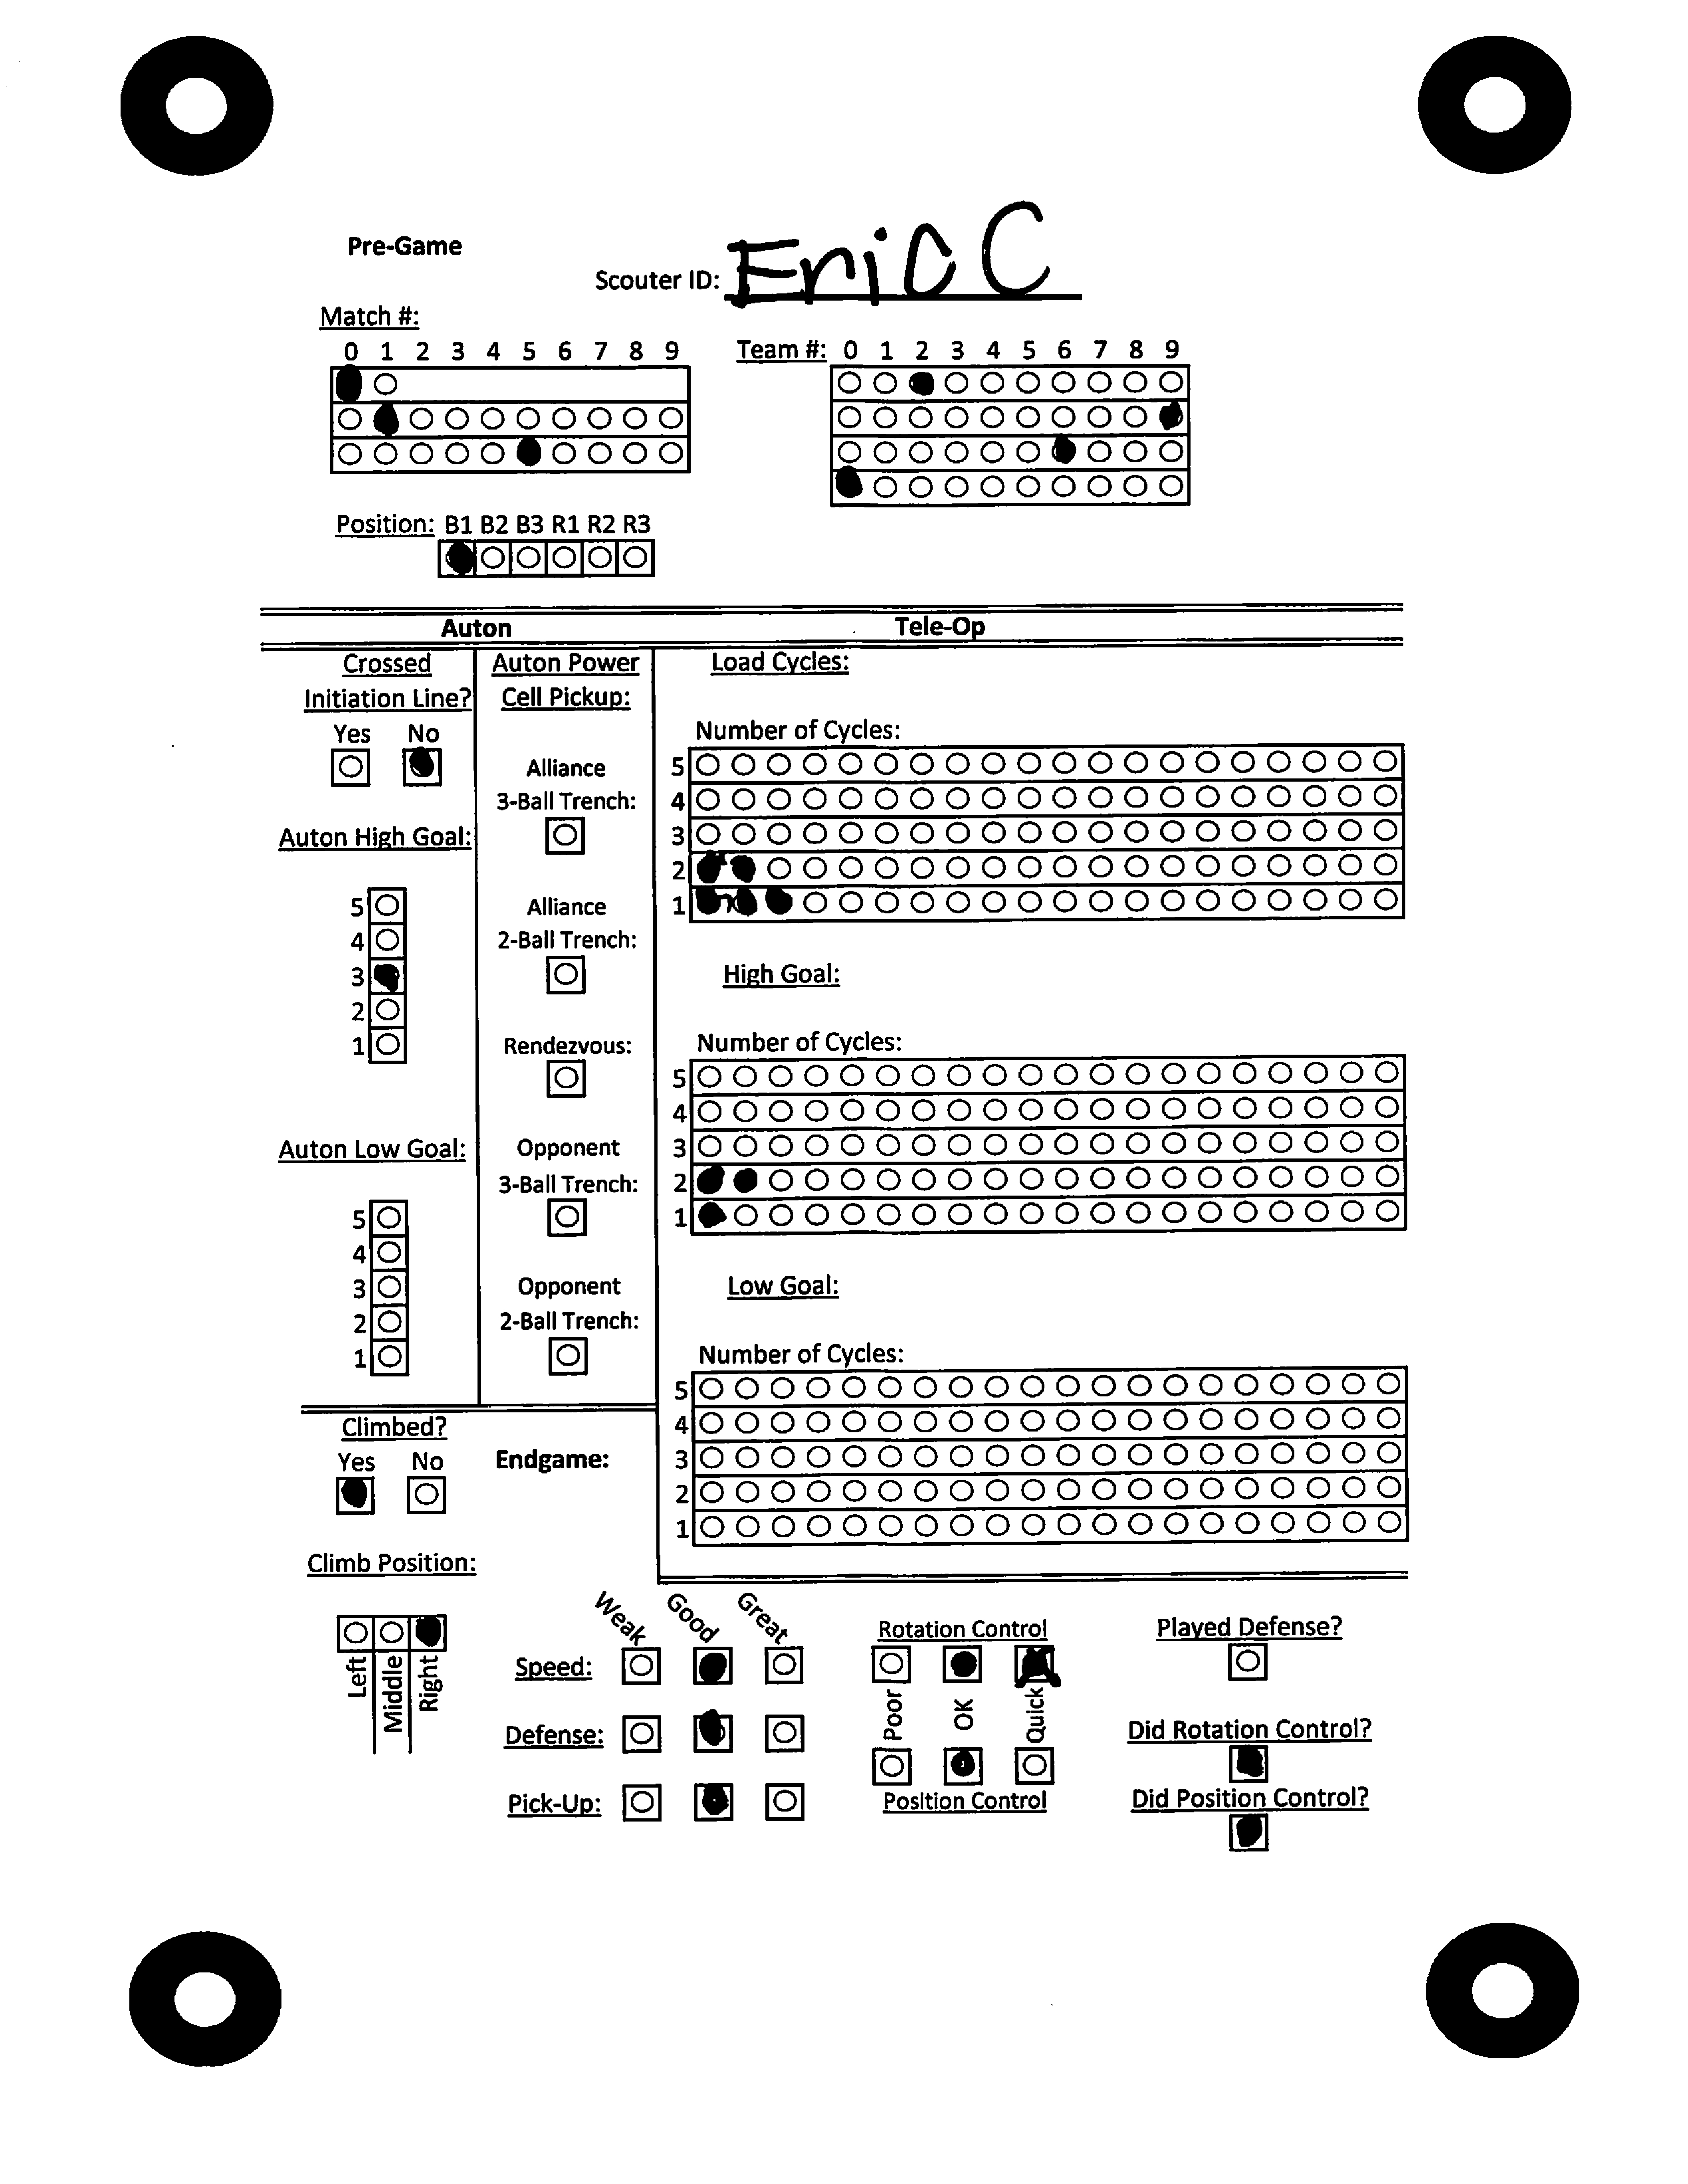 Pre-Game
Scouter ID: Eric C
Match #:
0 1 2 3 4 5 6 7 8 9
Team #: 0 1 2 3 4 5 6 7 8 9
Position: B1 B2 B3 R1 R2 R3
Auton
Tele-Op
Crossed
Initiation Line?
Yes No
Auton High Goal:
5
4
3
2
1
Auton Low Goal:
5
4
3
2
1
Auton Power
Cell Pickup:
Alliance
3-Ball Trench:
Alliance
2-Ball Trench:
Rendezvous:
Opponent
3-Ball Trench:
Opponent
2-Ball Trench:
Load Cycles:
Number of Cycles:
5
4
3
2
1
High Goal:
Number of Cycles:
5
4
3
2
1
Low Goal:
Number of Cycles:
5
4
3
2
1
Climbed?
Yes No
Endgame:
Climb Position:
Left Middle Right
Weak Good Great
Speed:
Defense:
Pick-Up:
Rotation Control
Poor OK Quick
Position Control
Played Defense?
Did Rotation Control?
Did Position Control?